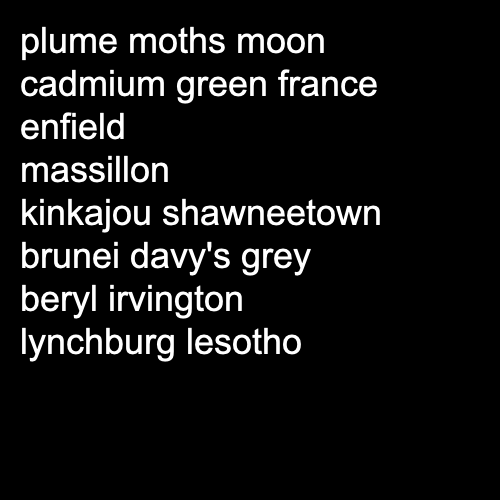 plume moths moon
cadmium green france
enfield
massillon
kinkajou shawneetown
brunei davy's grey
beryl irvington
lynchburg lesotho